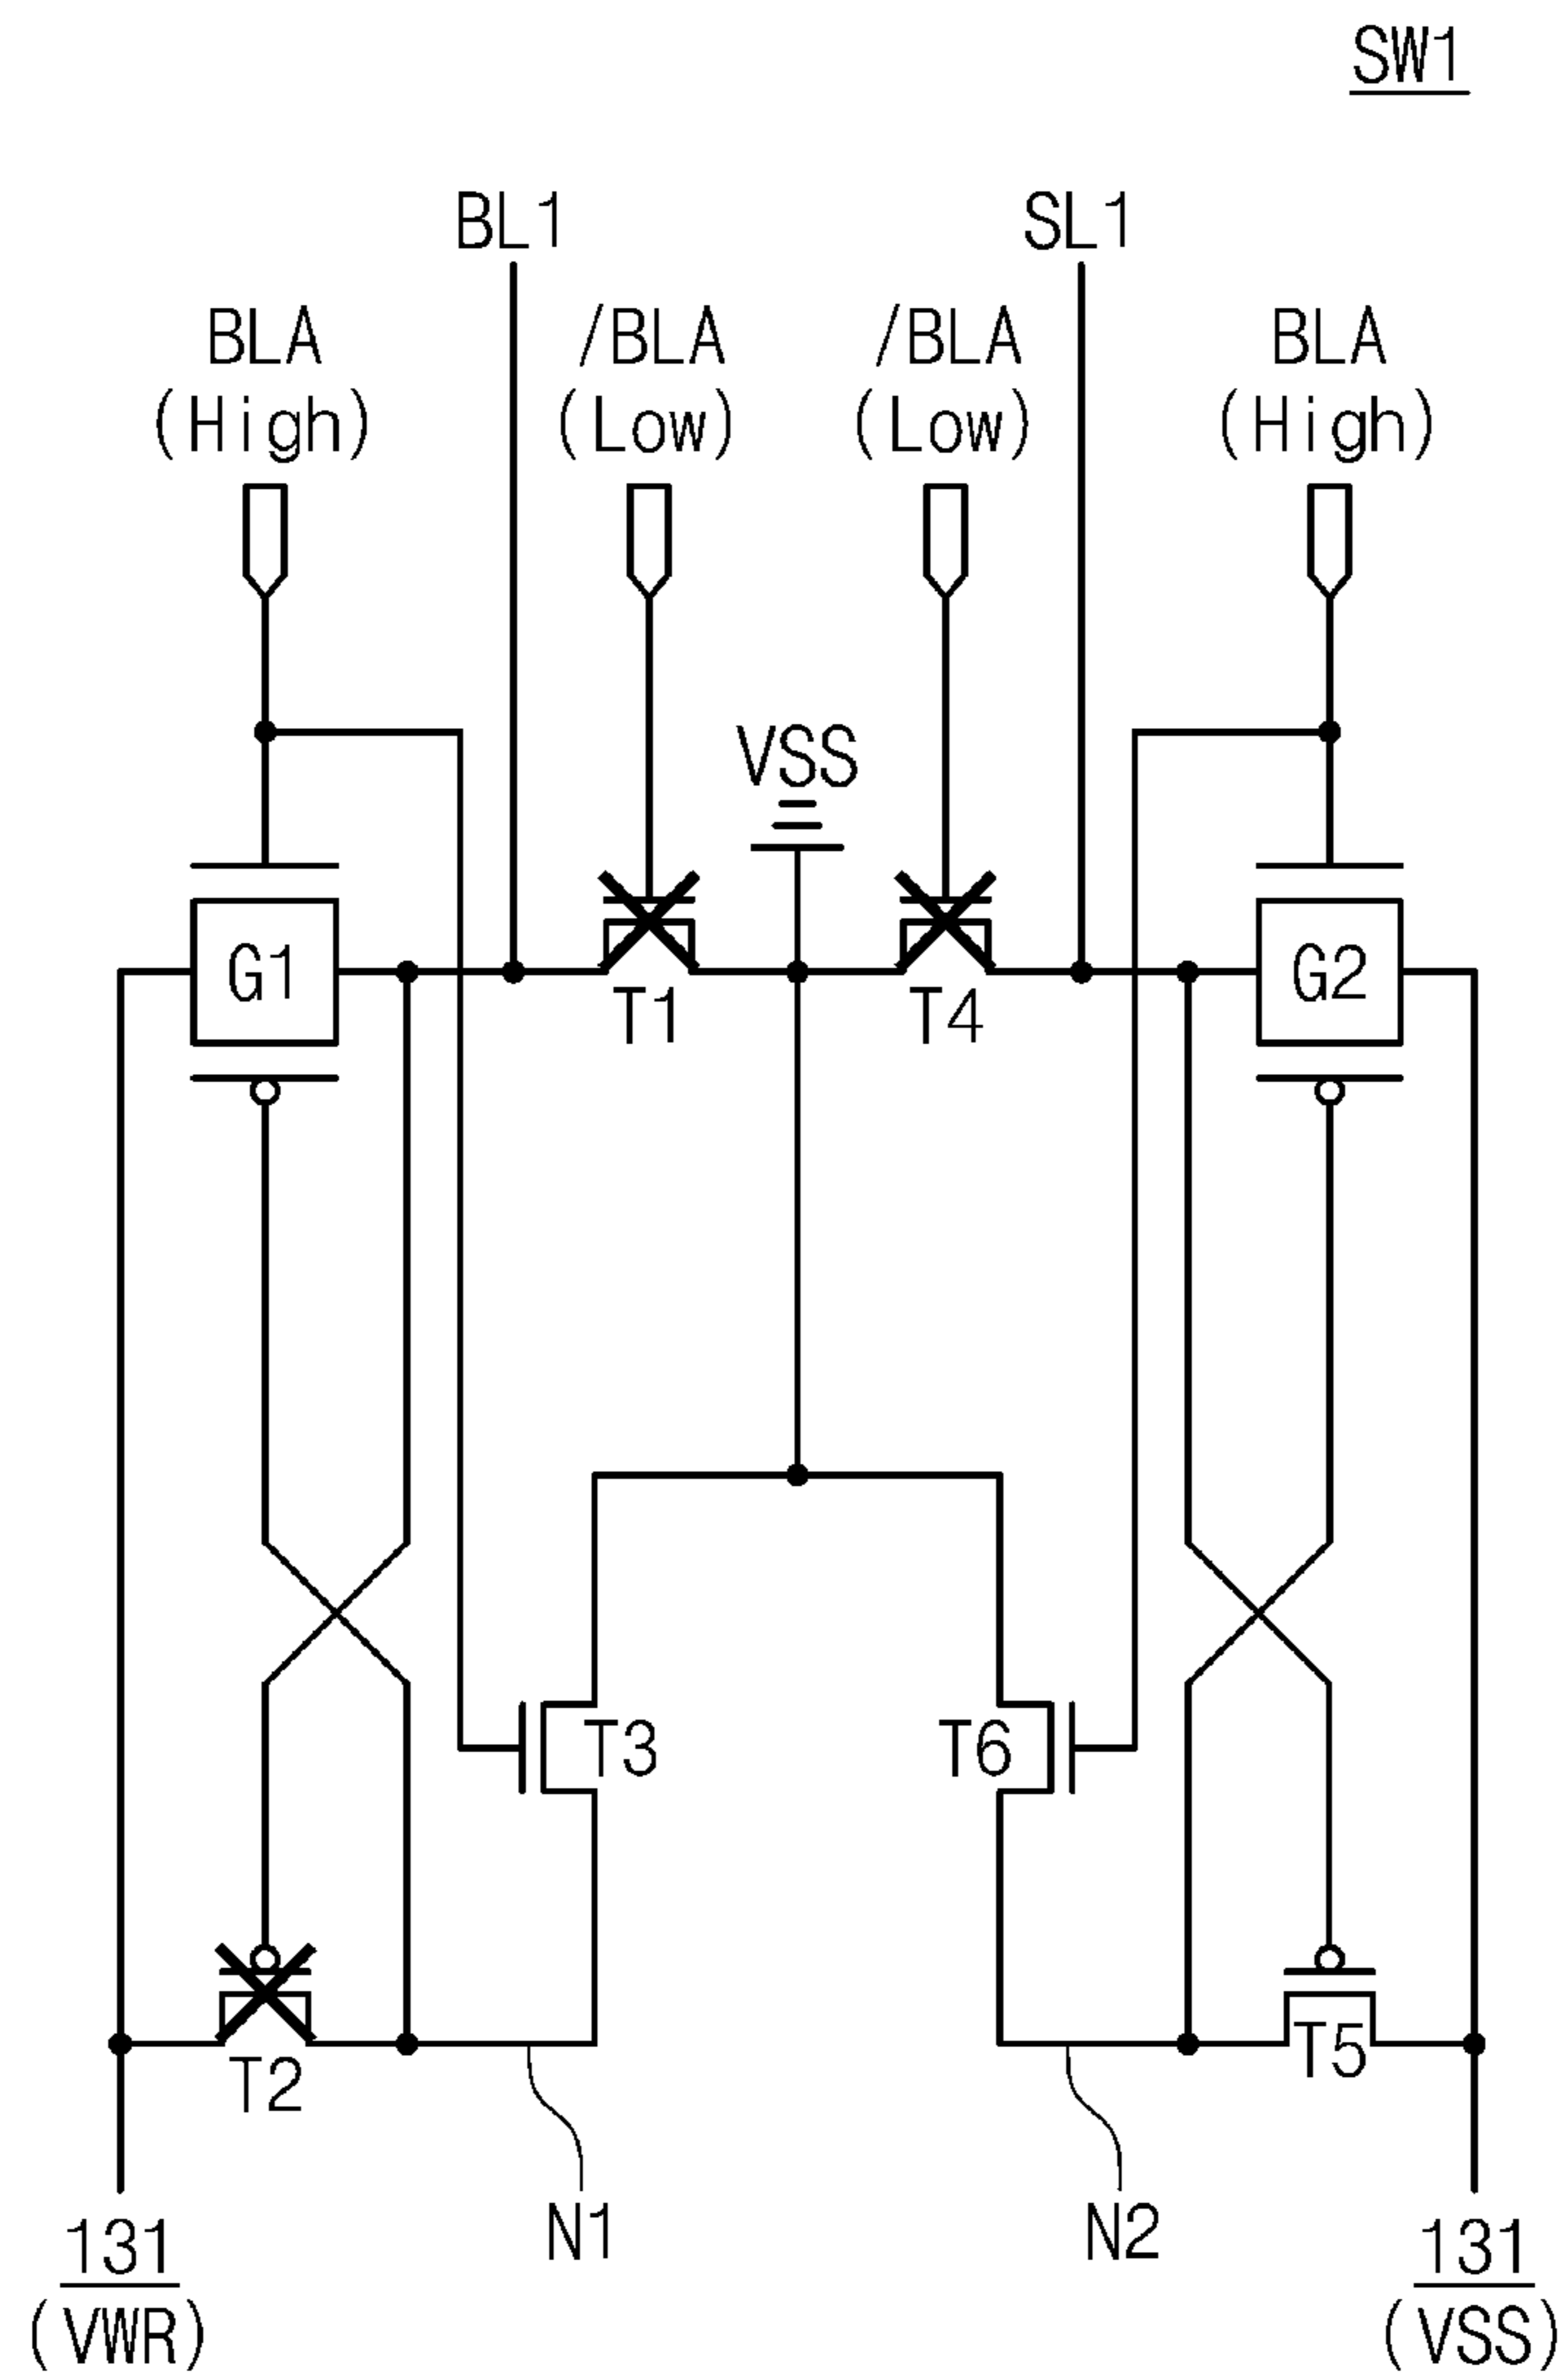 SW1
BL1
SL1
BLA
(High)
/BLA
(Low)
/BLA
(Low)
BLA
(High)
VSS
G1
G2
T1
T4
T3
T6
T2
T5
N1
N2
131
(VWR)
131
(VSS)